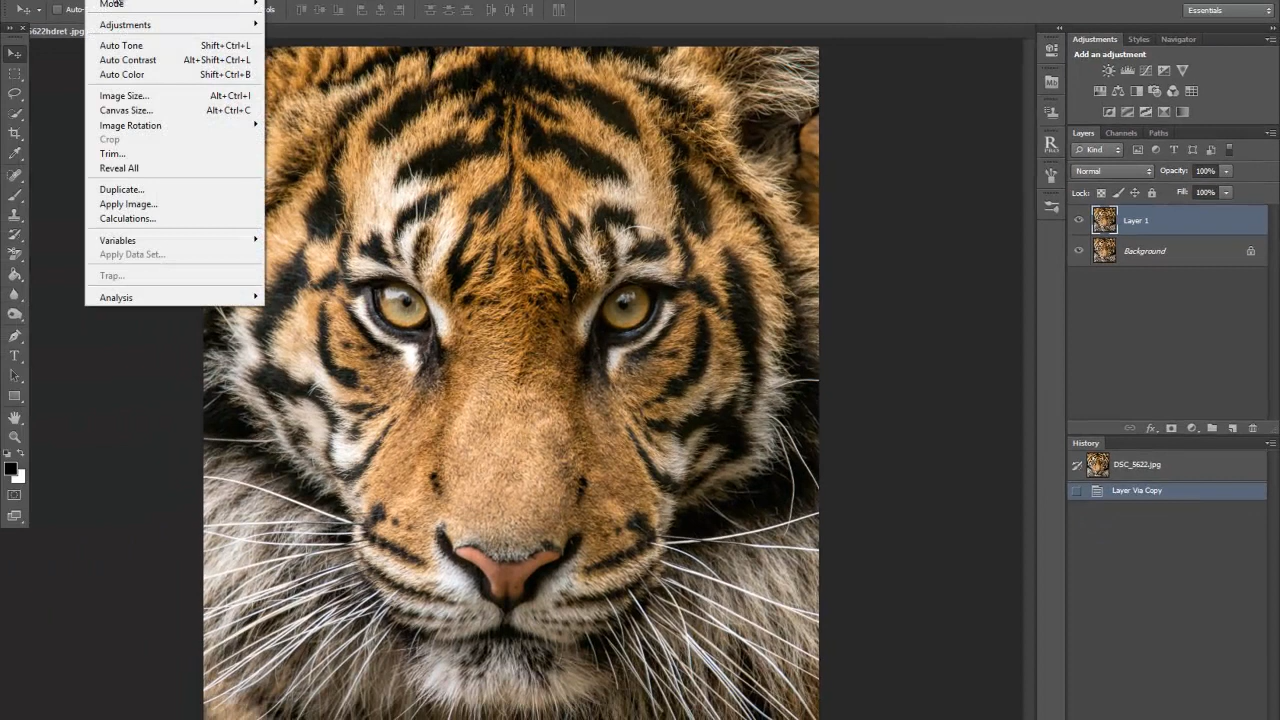 Mode
Auto-
Essentials
5622hdret .jpg
Adjustments
Auto Tone Shift+Ctrl+L
Auto Contrast Alt+Shift+Ctrl+L
Auto Color Shift+Ctrl+B
Image Size... Alt+Ctrl+I
Canvas Size... Alt+Ctrl+C
Image Rotation
Crop
Trim...
Reveal All
Duplicate...
Apply Image...
Calculations...
Variables
Apply Data Set...
Trap...
Analysis
Mb
R
PRO
Adjustments Styles Navigator
Add an adjustment
Layers Channels Paths
Kind
Normal Opacity: 100%
Lock: Fill: 100%
Layer 1
Background
History
DSC_5622.jpg
Layer Via Copy